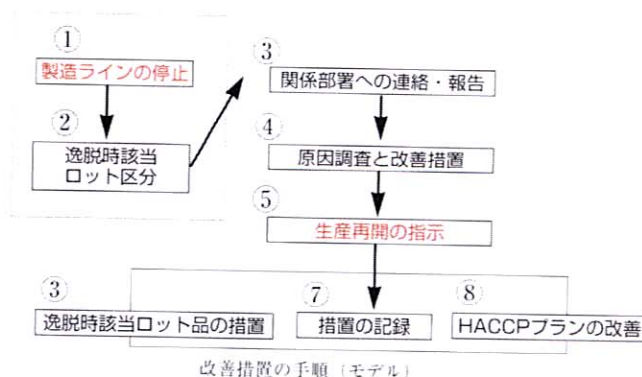 ①
製造ラインの停止
②
逸脱時該当
ロット区分
③
関係部署への連絡・報告
④
原因調査と改善措置
⑤
生産再開の指示
③
逸脱時該当ロット品の措置
⑦
措置の記録
⑧
HACCPプランの改善
改善措置の手順（モデル）